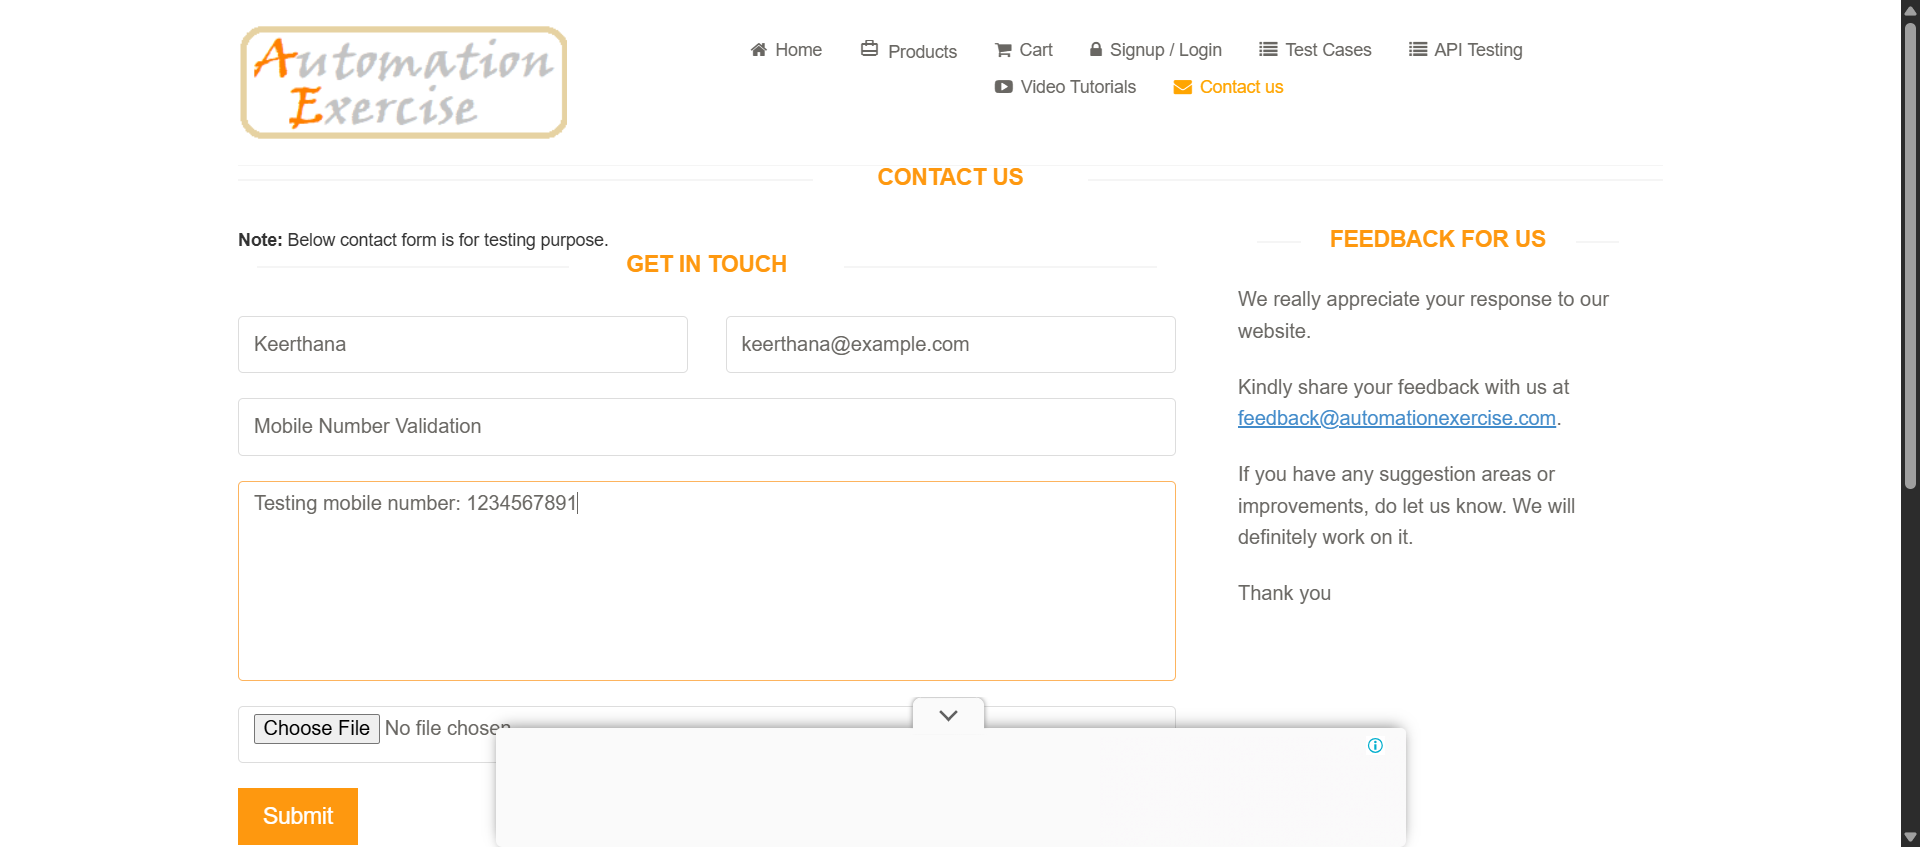 Automation
Exercise
Home
Products
Cart
Signup / Login
Test Cases
API Testing
Video Tutorials
Contact us
CONTACT US
Note: Below contact form is for testing purpose.
GET IN TOUCH
Keerthana
keerthana@example.com
Mobile Number Validation
Testing mobile number: 1234567891
Choose File No file chosen
Submit
FEEDBACK FOR US
We really appreciate your response to our
website.
Kindly share your feedback with us at
feedback@automationexercise.com.
If you have any suggestion areas or
improvements, do let us know. We will
definitely work on it.
Thank you